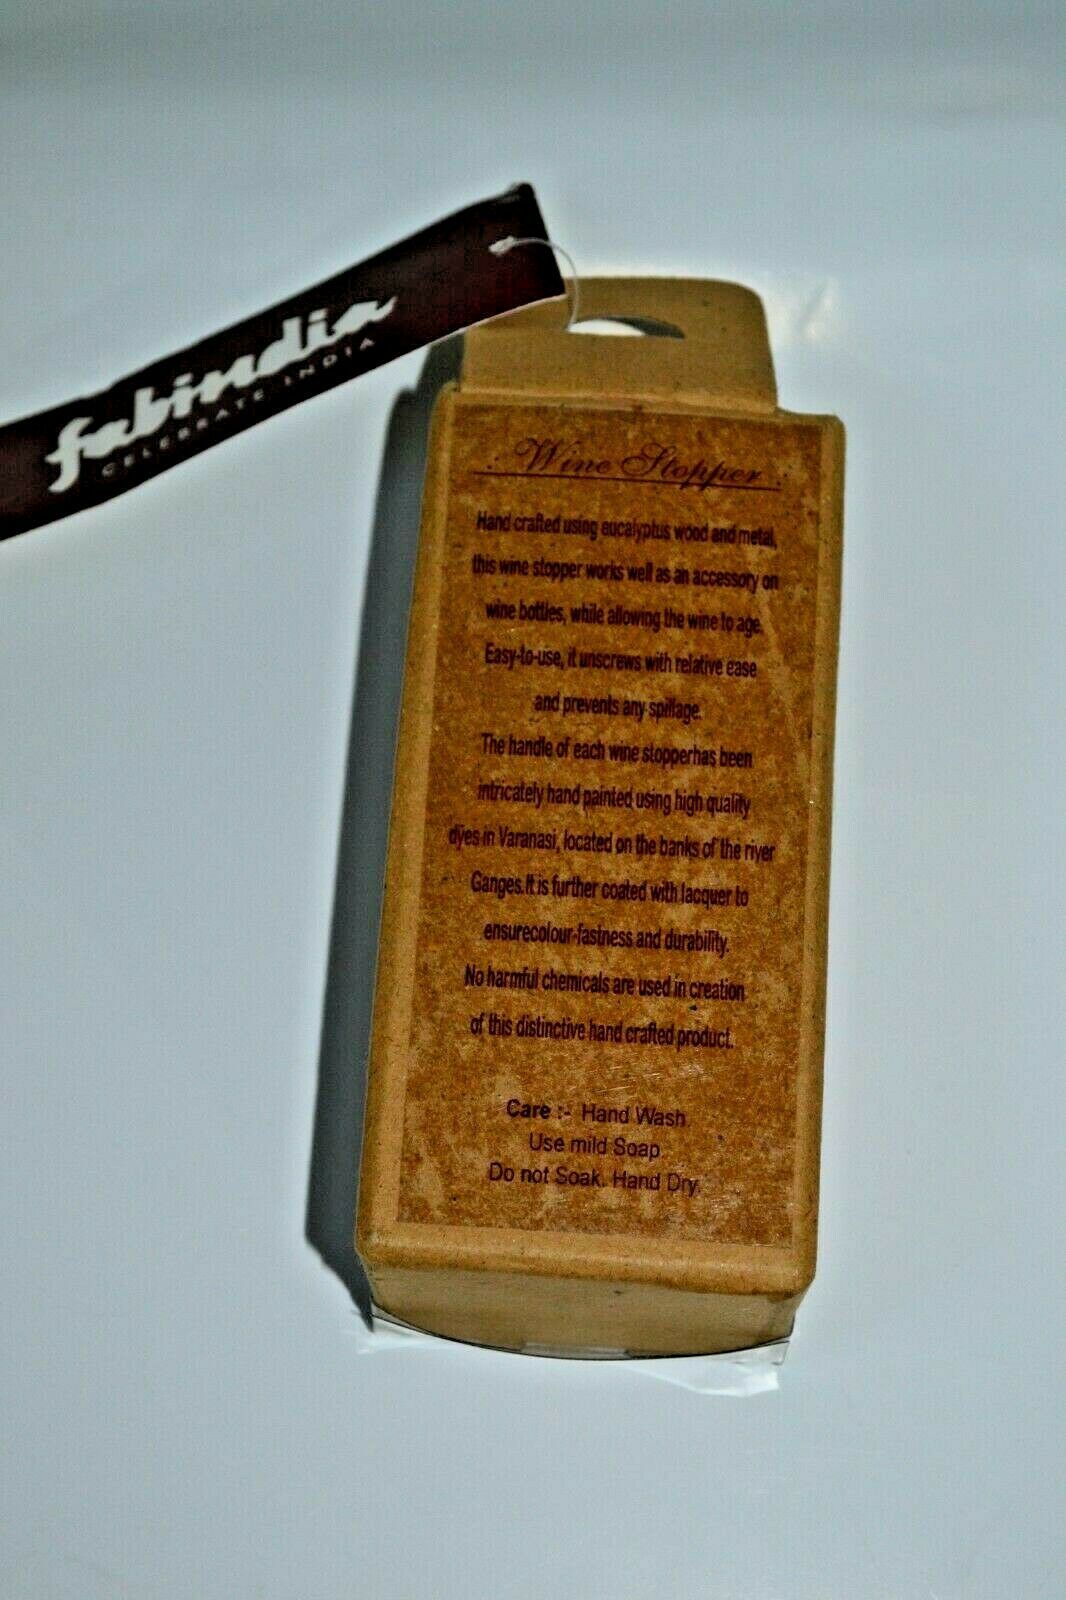 fabindia
CELEBRATE INDIA
. Wine Stopper .
Hand crafted using eucalyptus wood and metal,
this wine stopper works well as an accessory on
wine bottles, while allowing the wine to age.
Easy-to-use, it unscrews with relative ease
and prevents any spillage.
The handle of each wine stopperhas been
intricately hand painted using high quality
dyes in Varanasi, located on the banks of the river
Ganges.It is further coated with lacquer to
ensurecolour-fastness and durability.
No harmful chemicals are used in creation
of this distinctive hand crafted product.
Care :- Hand Wash.
Use mild Soap.
Do not Soak. Hand Dry.